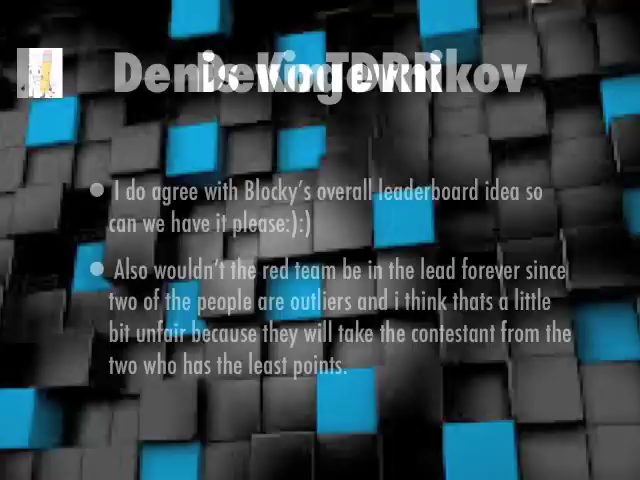 I do agree with Blocky's overall leaderboard idea so
can we have it please:):)
Also wouldn't the red team be in the lead forever since
two of the people are outliers and i think thats a little
bit unfair because they will take the contestant from the
two who has the least points.